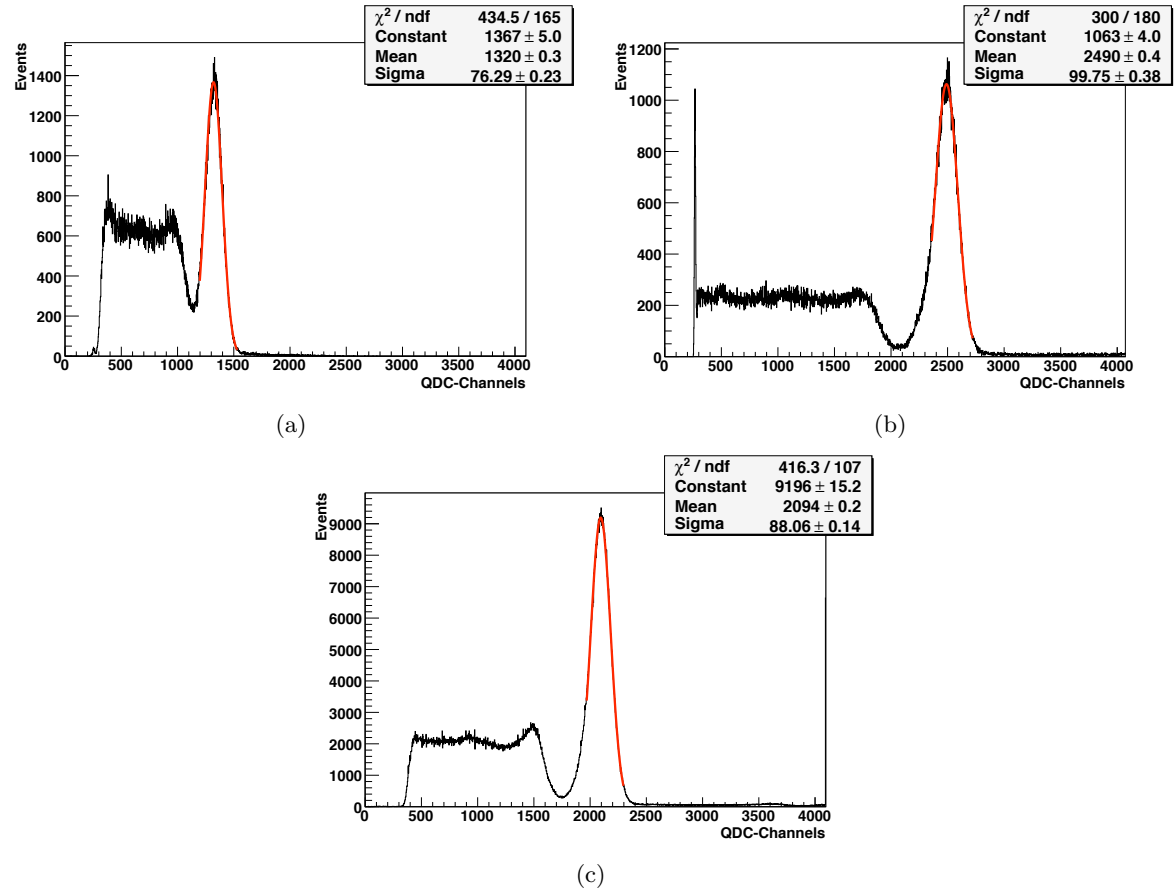 χ² / ndf 434.5 / 165
Constant 1367 ± 5.0
Mean 1320 ± 0.3
Sigma 76.29 ± 0.23
Events
1400
1200
1000
800
600
400
200
0
0 500 1000 1500 2000 2500 3000 3500 4000
QDC-Channels
(a)
χ² / ndf 300 / 180
Constant 1063 ± 4.0
Mean 2490 ± 0.4
Sigma 99.75 ± 0.38
Events
1200
1000
800
600
400
200
0
0 500 1000 1500 2000 2500 3000 3500 4000
QDC-Channels
(b)
χ² / ndf 416.3 / 107
Constant 9196 ± 15.2
Mean 2094 ± 0.2
Sigma 88.06 ± 0.14
Events
9000
8000
7000
6000
5000
4000
3000
2000
1000
0
0 500 1000 1500 2000 2500 3000 3500 4000
QDC-Channels
(c)